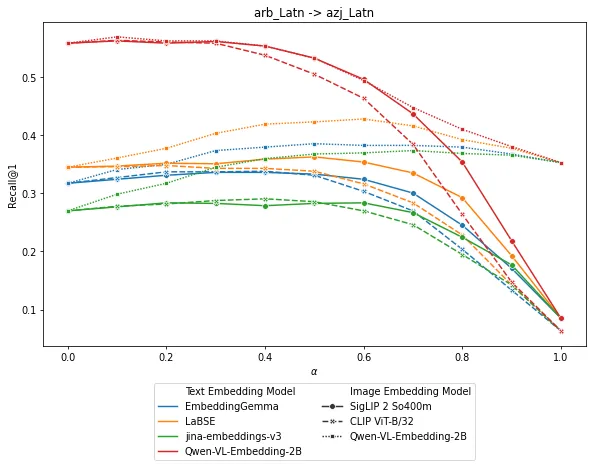 arb_Latn -> azj_Latn
Recall@1
0.5
0.4
0.3
0.2
0.1
0.0
0.2
0.4
0.6
0.8
1.0
α
Text Embedding Model
EmbeddingGemma
LaBSE
jina-embeddings-v3
Qwen-VL-Embedding-2B
Image Embedding Model
SigLIP 2 So400m
CLIP ViT-B/32
Qwen-VL-Embedding-2B